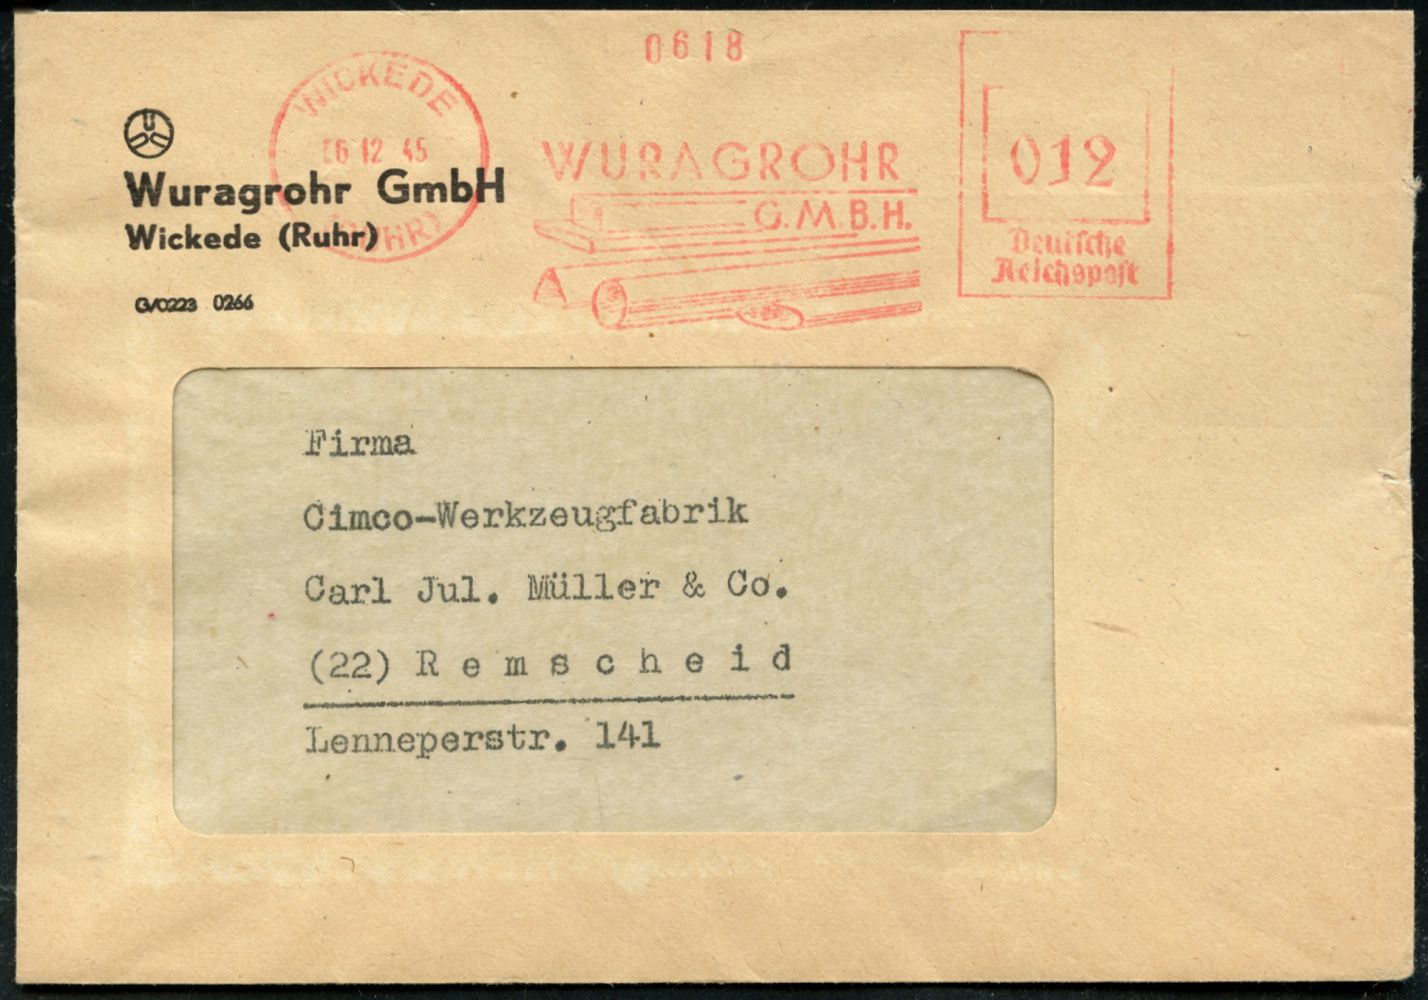 0618
WICKEDE
06 12 45
(RUHR)
WURAGROHR
G.M.B.H.
012
Deutsche
Reichspost
Wuragrohr GmbH
Wickede (Ruhr)
G/0223 0266
Firma
Cimco-Werkzeugfabrik
Carl Jul. Müller & Co.
(22) R e m s c h e i d
Lenneperstr. 141